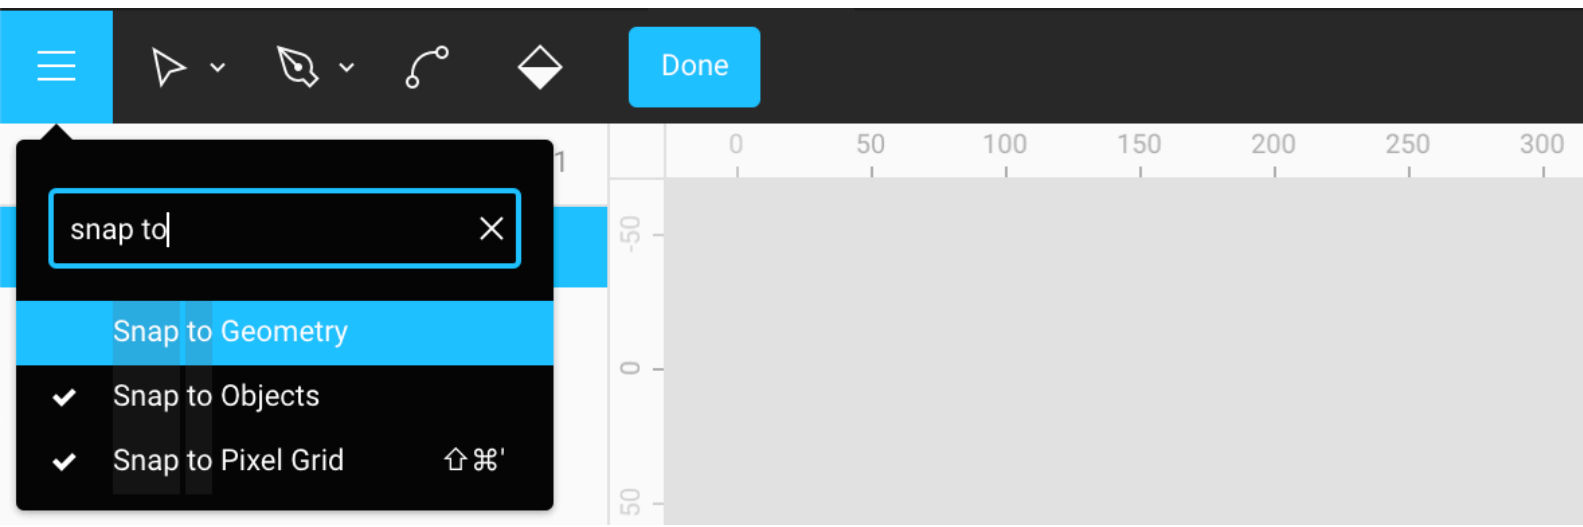 Done
1
0 50 100 150 200 250 300
snap to
-50
Snap to Geometry
0
Snap to Objects
Snap to Pixel Grid ⇧⌘'
50